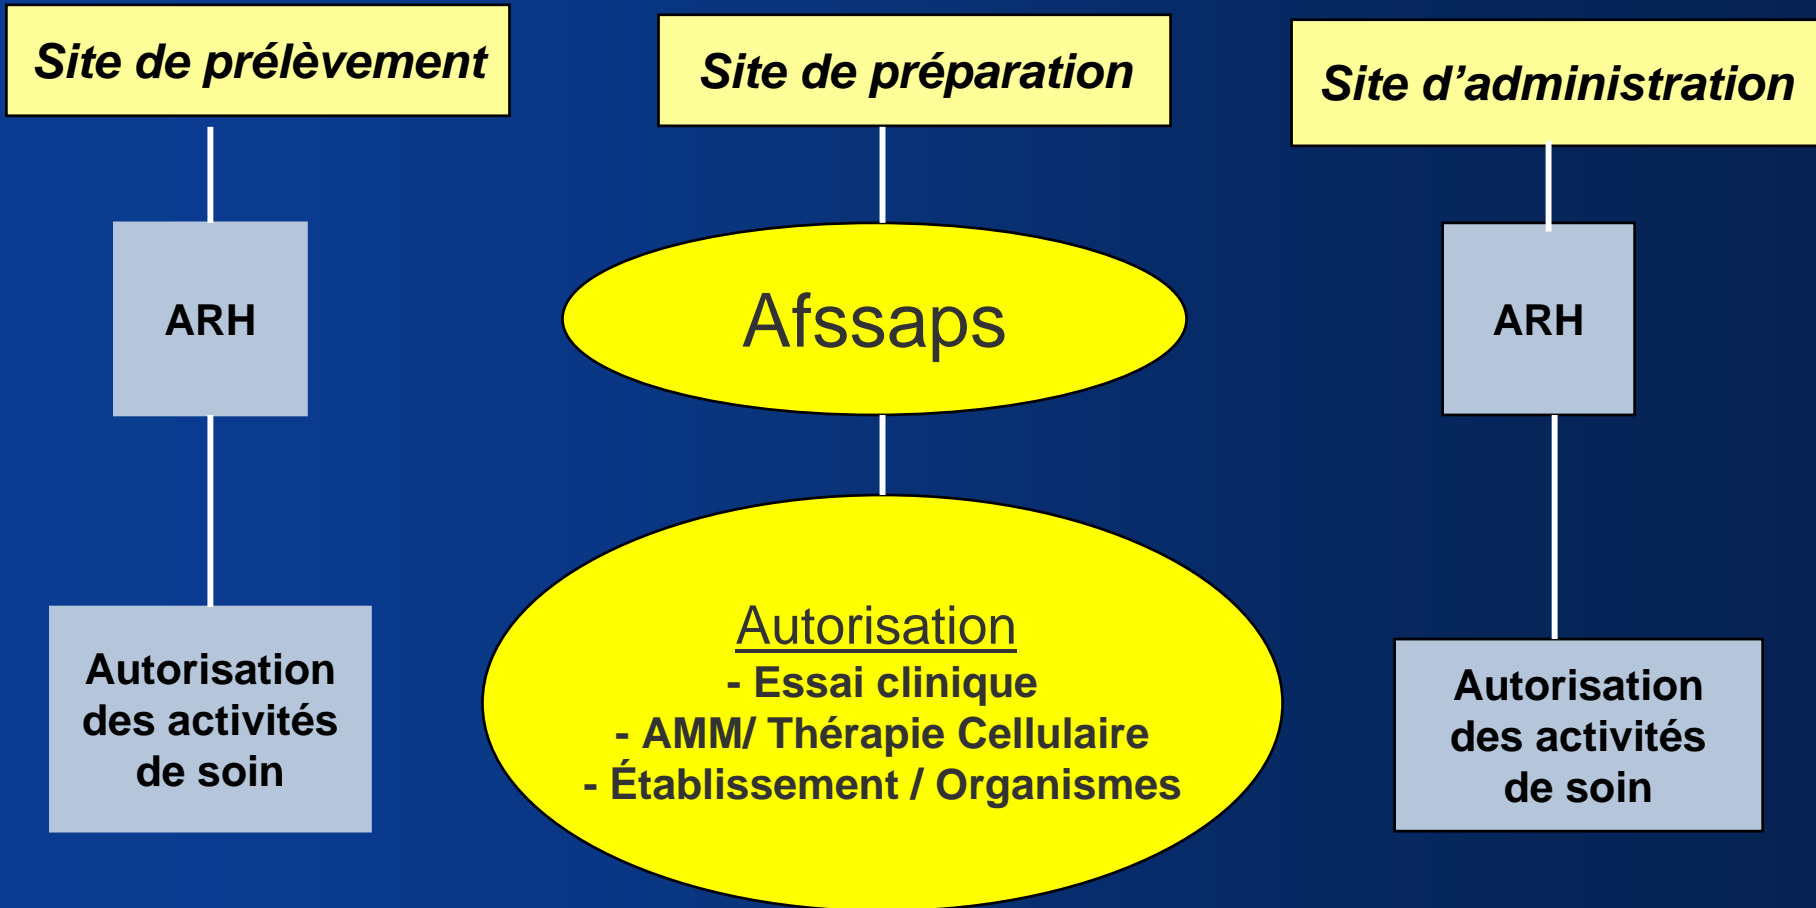 Site de prélèvement
ARH
Autorisation
des activités
de soin
Site de préparation
Afssaps
Autorisation
- Essai clinique
- AMM/ Thérapie Cellulaire
- Établissement / Organismes
Site d’administration
ARH
Autorisation
des activités
de soin